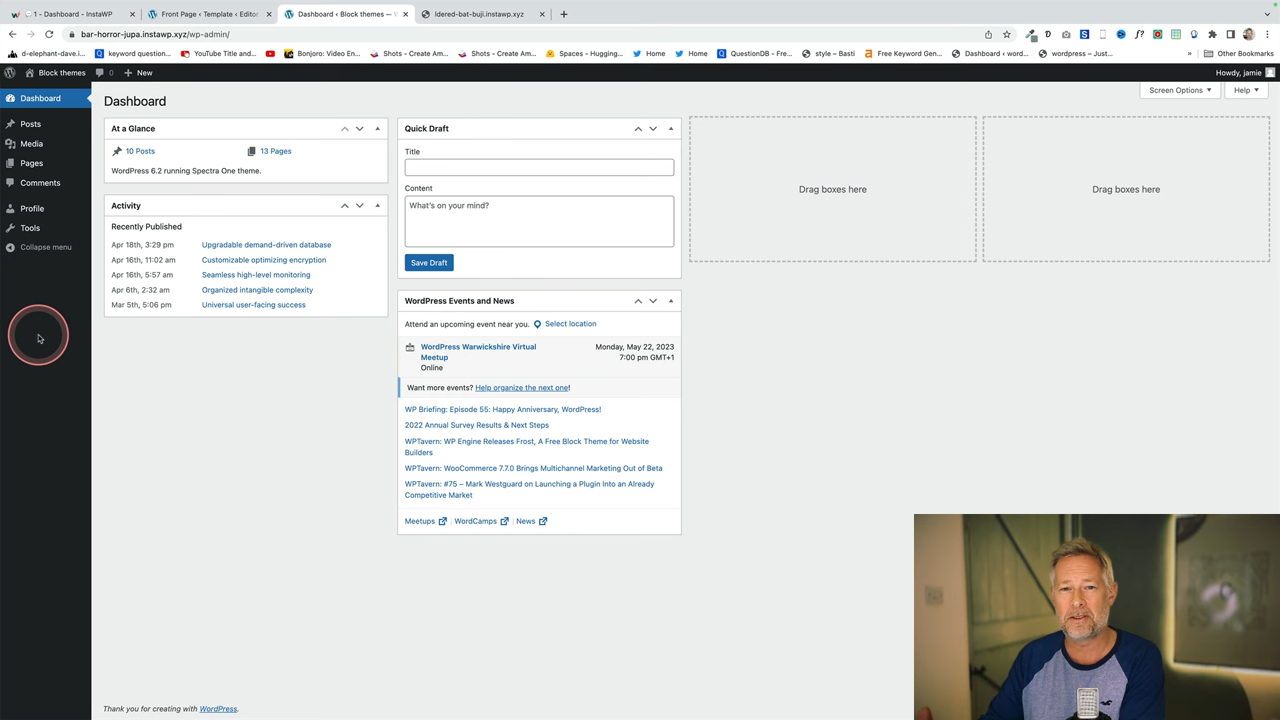 1 - Dashboard - InstaWP
Front Page ‹ Template ‹ Editor
Dashboard ‹ Block themes —
ldered-bat-buji.instawp.xyz
bar-horror-jupa.instawp.xyz/wp-admin/
d-elephant-dave.i...
keyword question...
YouTube Title and...
Bonjoro: Video En...
Shots - Create Am...
Shots - Create Am...
Spaces - Hugging...
Home
Home
QuestionDB - Fre...
style – Basti
Free Keyword Gen...
Dashboard ‹ word...
wordpress – Just...
»
Other Bookmarks
Block themes
0
New
Howdy, jamie
Dashboard
Posts
Media
Pages
Comments
Profile
Tools
Collapse menu
Dashboard
Screen Options
Help
At a Glance
10 Posts
13 Pages
WordPress 6.2 running Spectra One theme.
Activity
Recently Published
Apr 18th, 3:29 pm Upgradable demand-driven database
Apr 16th, 11:02 am Customizable optimizing encryption
Apr 16th, 5:57 am Seamless high-level monitoring
Apr 6th, 2:32 am Organized intangible complexity
Mar 5th, 5:06 pm Universal user-facing success
Quick Draft
Title
Content
What's on your mind?
Save Draft
WordPress Events and News
Attend an upcoming event near you. Select location
WordPress Warwickshire Virtual
Meetup
Online
Monday, May 22, 2023
7:00 pm GMT+1
Want more events? Help organize the next one!
WP Briefing: Episode 55: Happy Anniversary, WordPress!
2022 Annual Survey Results & Next Steps
WPTavern: WP Engine Releases Frost, A Free Block Theme for Website
Builders
WPTavern: WooCommerce 7.7.0 Brings Multichannel Marketing Out of Beta
WPTavern: #75 – Mark Westguard on Launching a Plugin Into an Already
Competitive Market
Meetups | WordCamps | News
Drag boxes here
Drag boxes here
Thank you for creating with WordPress.